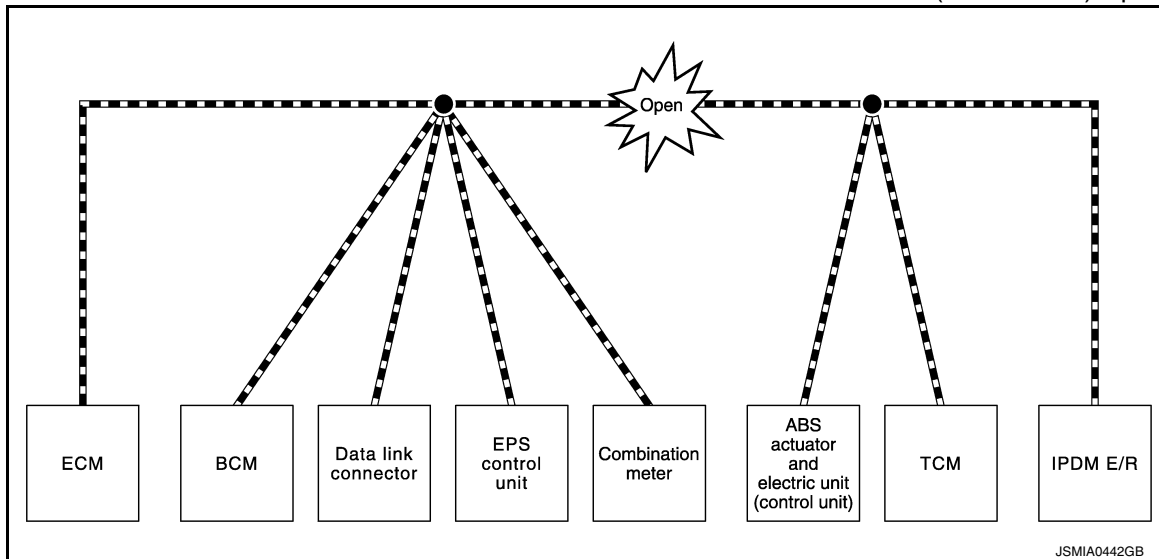 Open
ECM
BCM
Data link
connector
EPS
control
unit
Combination
meter
ABS
actuator
and
electric unit
(control unit)
TCM
IPDM E/R
JSMIA0442GB